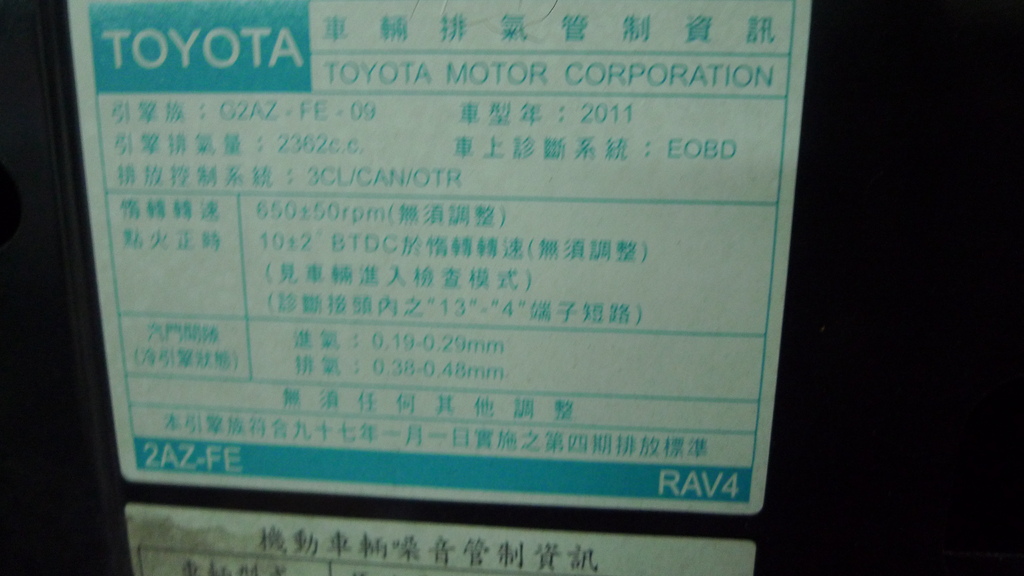 TOYOTA 車輛排氣管制資訊
TOYOTA MOTOR CORPORATION
引擎族：G2AZ-FE-09 車型年：2011
引擎排氣量：2362c.c. 車上診斷系統：EOBD
排放控制系統：3CL/CAN/OTR
惰轉轉速 650±50rpm(無須調整)
點火正時 10±2° BTDC於惰轉轉速(無須調整)
(見車輛進入檢查模式)
(診斷接頭內之"13"-"4"端子短路)
汽門間隙 進氣：0.19-0.29mm
(冷引擎狀態) 排氣：0.38-0.48mm
無須任何其他調整
本引擎族符合九十七年一月一日實施之第四期排放標準
2AZ-FE RAV4
機動車輛噪音管制資訊
車輛型式